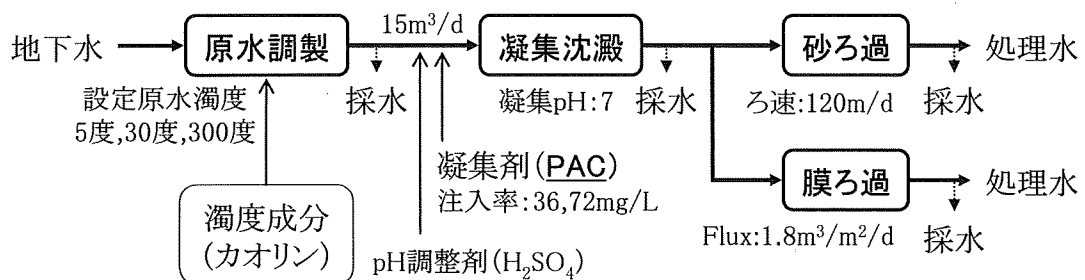 地下水
原水調製
設定原水濁度
5度,30度,300度
濁度成分
(カオリン)
採水
15m³/d
凝集剤(PAC)
注入率:36,72mg/L
pH調整剤(H₂SO₄)
凝集沈澱
凝集pH:7
採水
砂ろ過
ろ速:120m/d
採水
処理水
膜ろ過
Flux:1.8m³/m²/d
採水
処理水